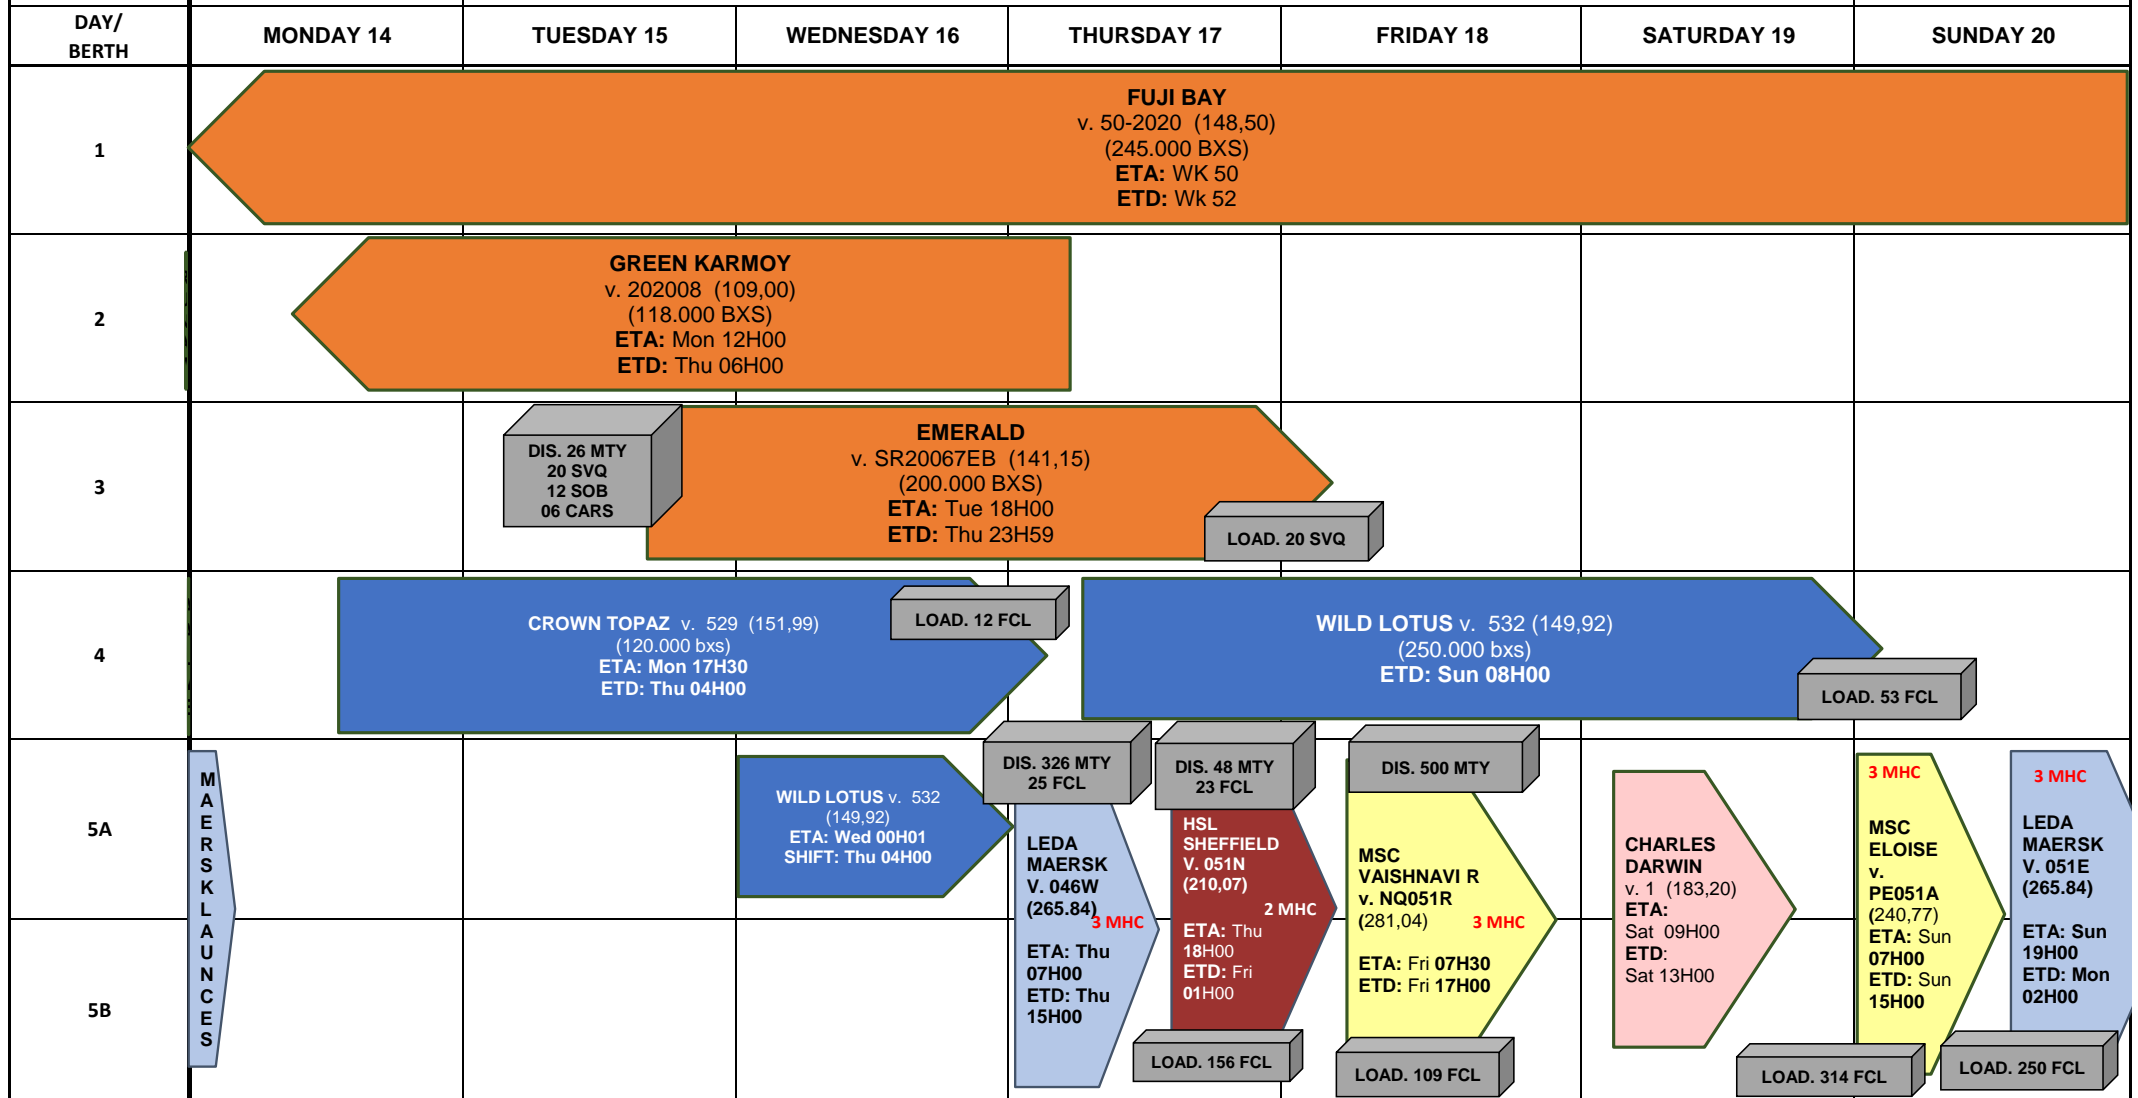 DAY/
BERTH
MONDAY 14
TUESDAY 15
WEDNESDAY 16
THURSDAY 17
FRIDAY 18
SATURDAY 19
SUNDAY 20
1
FUJI BAY
v. 50-2020 (148,50)
(245.000 BXS)
ETA: WK 50
ETD: Wk 52
2
GREEN KARMOY
v. 202008 (109,00)
(118.000 BXS)
ETA: Mon 12H00
ETD: Thu 06H00
3
DIS. 26 MTY
20 SVQ
12 SOB
06 CARS
EMERALD
v. SR20067EB (141,15)
(200.000 BXS)
ETA: Tue 18H00
ETD: Thu 23H59
LOAD. 20 SVQ
4
CROWN TOPAZ v. 529 (151,99)
(120.000 bxs)
ETA: Mon 17H30
ETD: Thu 04H00
LOAD. 12 FCL
WILD LOTUS v. 532 (149,92)
(250.000 bxs)
ETD: Sun 08H00
LOAD. 53 FCL
5A
5B
M
A
E
R
S
K
L
A
U
N
C
E
S
WILD LOTUS v. 532
(149,92)
ETA: Wed 00H01
SHIFT: Thu 04H00
DIS. 326 MTY
25 FCL
LEDA
MAERSK
V. 046W
(265.84)
3 MHC
ETA: Thu
07H00
ETD: Thu
15H00
DIS. 48 MTY
23 FCL
HSL
SHEFFIELD
V. 051N
(210,07)
2 MHC
ETA: Thu
18H00
ETD: Fri
01H00
LOAD. 156 FCL
DIS. 500 MTY
MSC
VAISHNAVI R
v. NQ051R
(281,04)
3 MHC
ETA: Fri 07H30
ETD: Fri 17H00
LOAD. 109 FCL
CHARLES
DARWIN
v. 1 (183,20)
ETA:
Sat 09H00
ETD:
Sat 13H00
3 MHC
MSC
ELOISE
v.
PE051A
(240,77)
ETA: Sun
07H00
ETD: Sun
15H00
LOAD. 314 FCL
3 MHC
LEDA
MAERSK
V. 051E
(265.84)
ETA: Sun
19H00
ETD: Mon
02H00
LOAD. 250 FCL